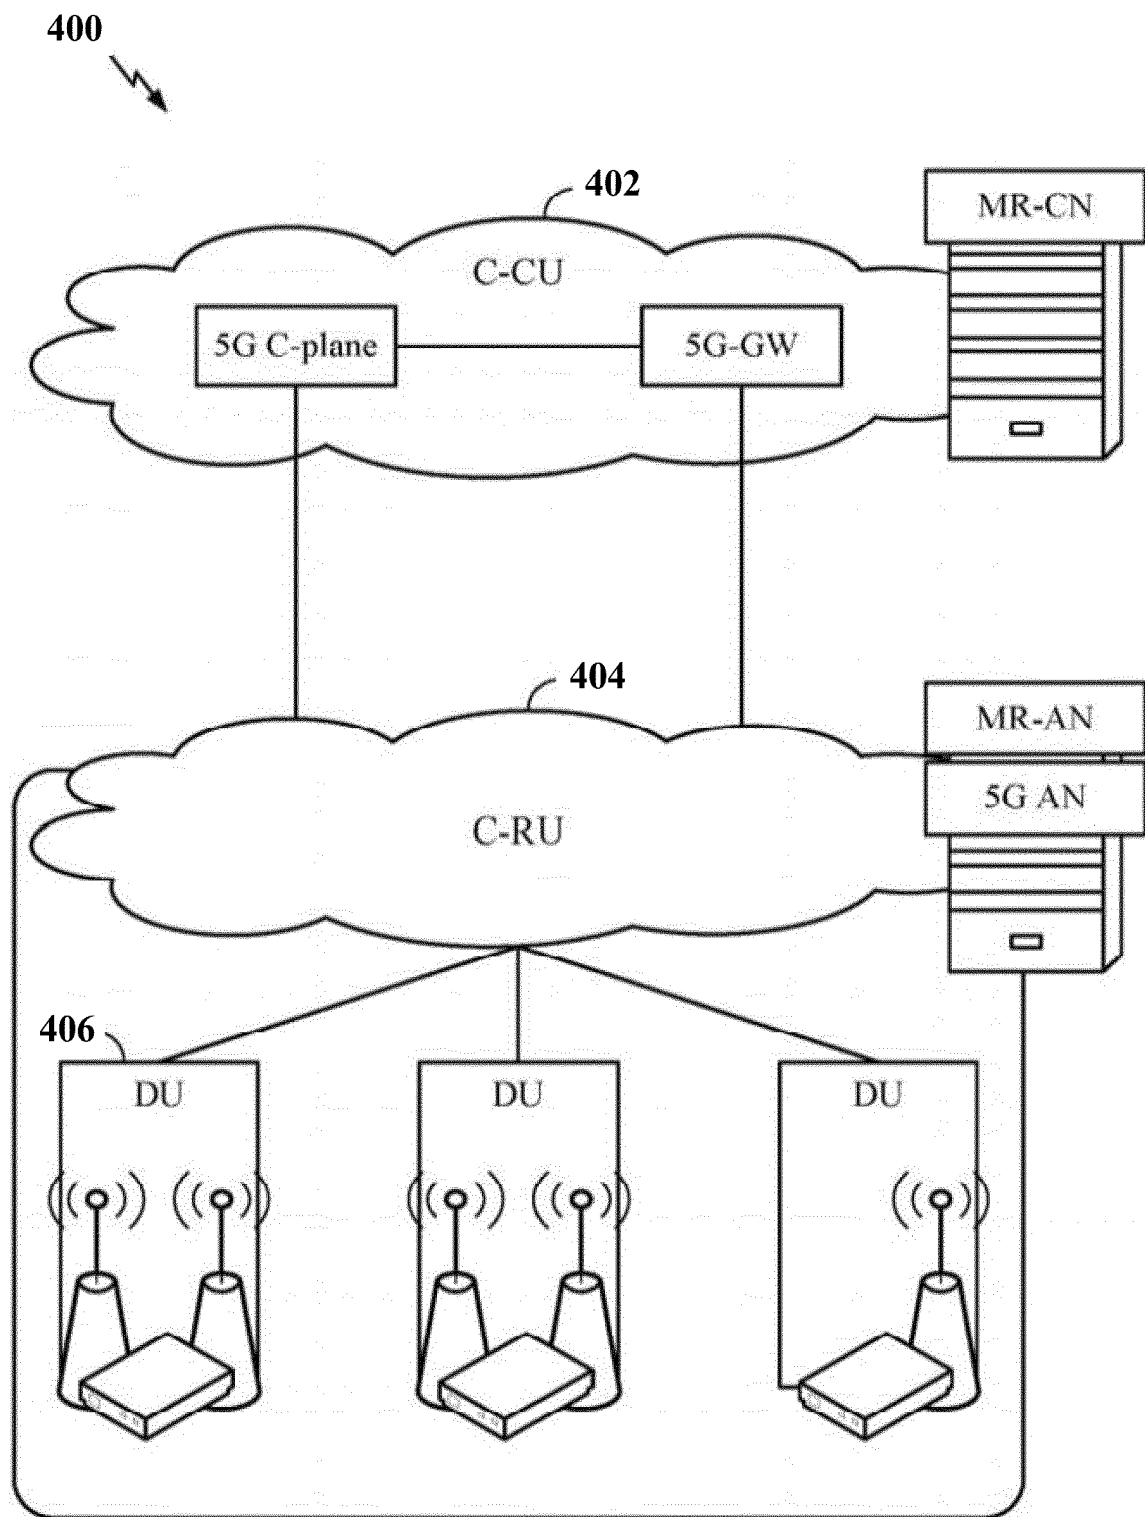 400
402
MR-CN
C-CU
5G C-plane
5G-GW
404
MR-AN
5G AN
C-RU
406
DU
DU
DU